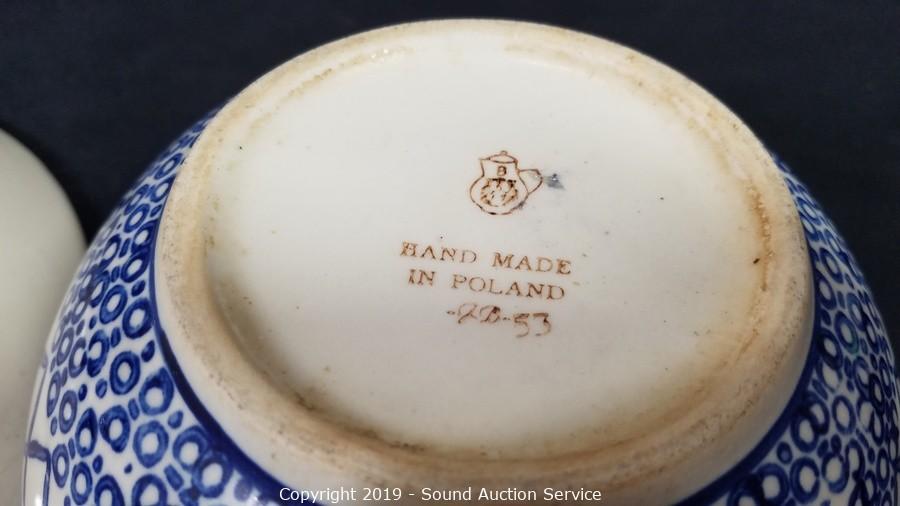 B
HAND MADE
IN POLAND
Copyright 2019 - Sound Auction Service